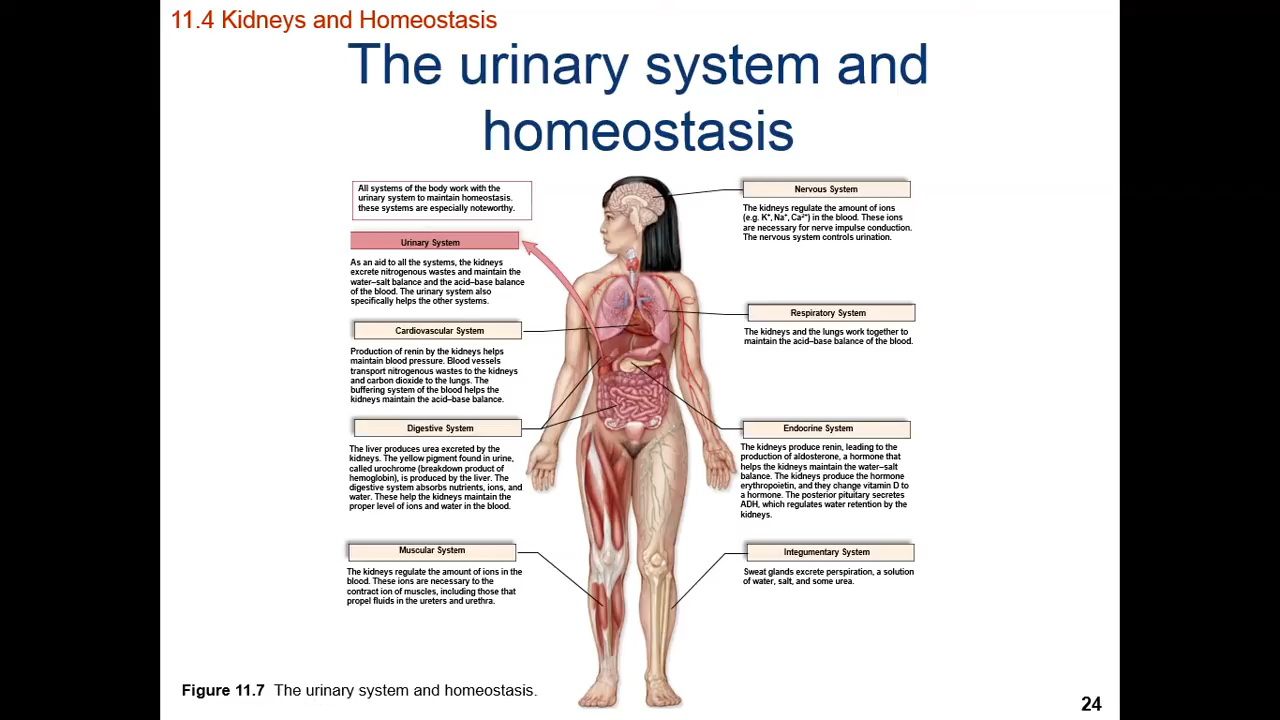 11.4 Kidneys and Homeostasis
The urinary system and
homeostasis
All systems of the body work with the
urinary system to maintain homeostasis.
these systems are especially noteworthy.
Urinary System
As an aid to all the systems, the kidneys
excrete nitrogenous wastes and maintain the
water–salt balance and the acid–base balance
of the blood. The urinary system also
specifically helps the other systems.
Cardiovascular System
Production of renin by the kidneys helps
maintain blood pressure. Blood vessels
transport nitrogenous wastes to the kidneys
and carbon dioxide to the lungs. The
buffering system of the blood helps the
kidneys maintain the acid–base balance.
Digestive System
The liver produces urea excreted by the
kidneys. The yellow pigment found in urine,
called urochrome (breakdown product of
hemoglobin), is produced by the liver. The
digestive system absorbs nutrients, ions, and
water. These help the kidneys maintain the
proper level of ions and water in the blood.
Muscular System
The kidneys regulate the amount of ions in the
blood. These ions are necessary to the
contract ion of muscles, including those that
propel fluids in the ureters and urethra.
Nervous System
The kidneys regulate the amount of ions
(e.g. K⁺, Na⁺, Ca²⁺) in the blood. These ions
are necessary for nerve impulse conduction.
The nervous system controls urination.
Respiratory System
The kidneys and the lungs work together to
maintain the acid–base balance of the blood.
Endocrine System
The kidneys produce renin, leading to the
production of aldosterone, a hormone that
helps the kidneys maintain the water–salt
balance. The kidneys produce the hormone
erythropoietin, and they change vitamin D to
a hormone. The posterior pituitary secretes
ADH, which regulates water retention by the
kidneys.
Integumentary System
Sweat glands excrete perspiration, a solution
of water, salt, and some urea.
Figure 11.7 The urinary system and homeostasis.
24